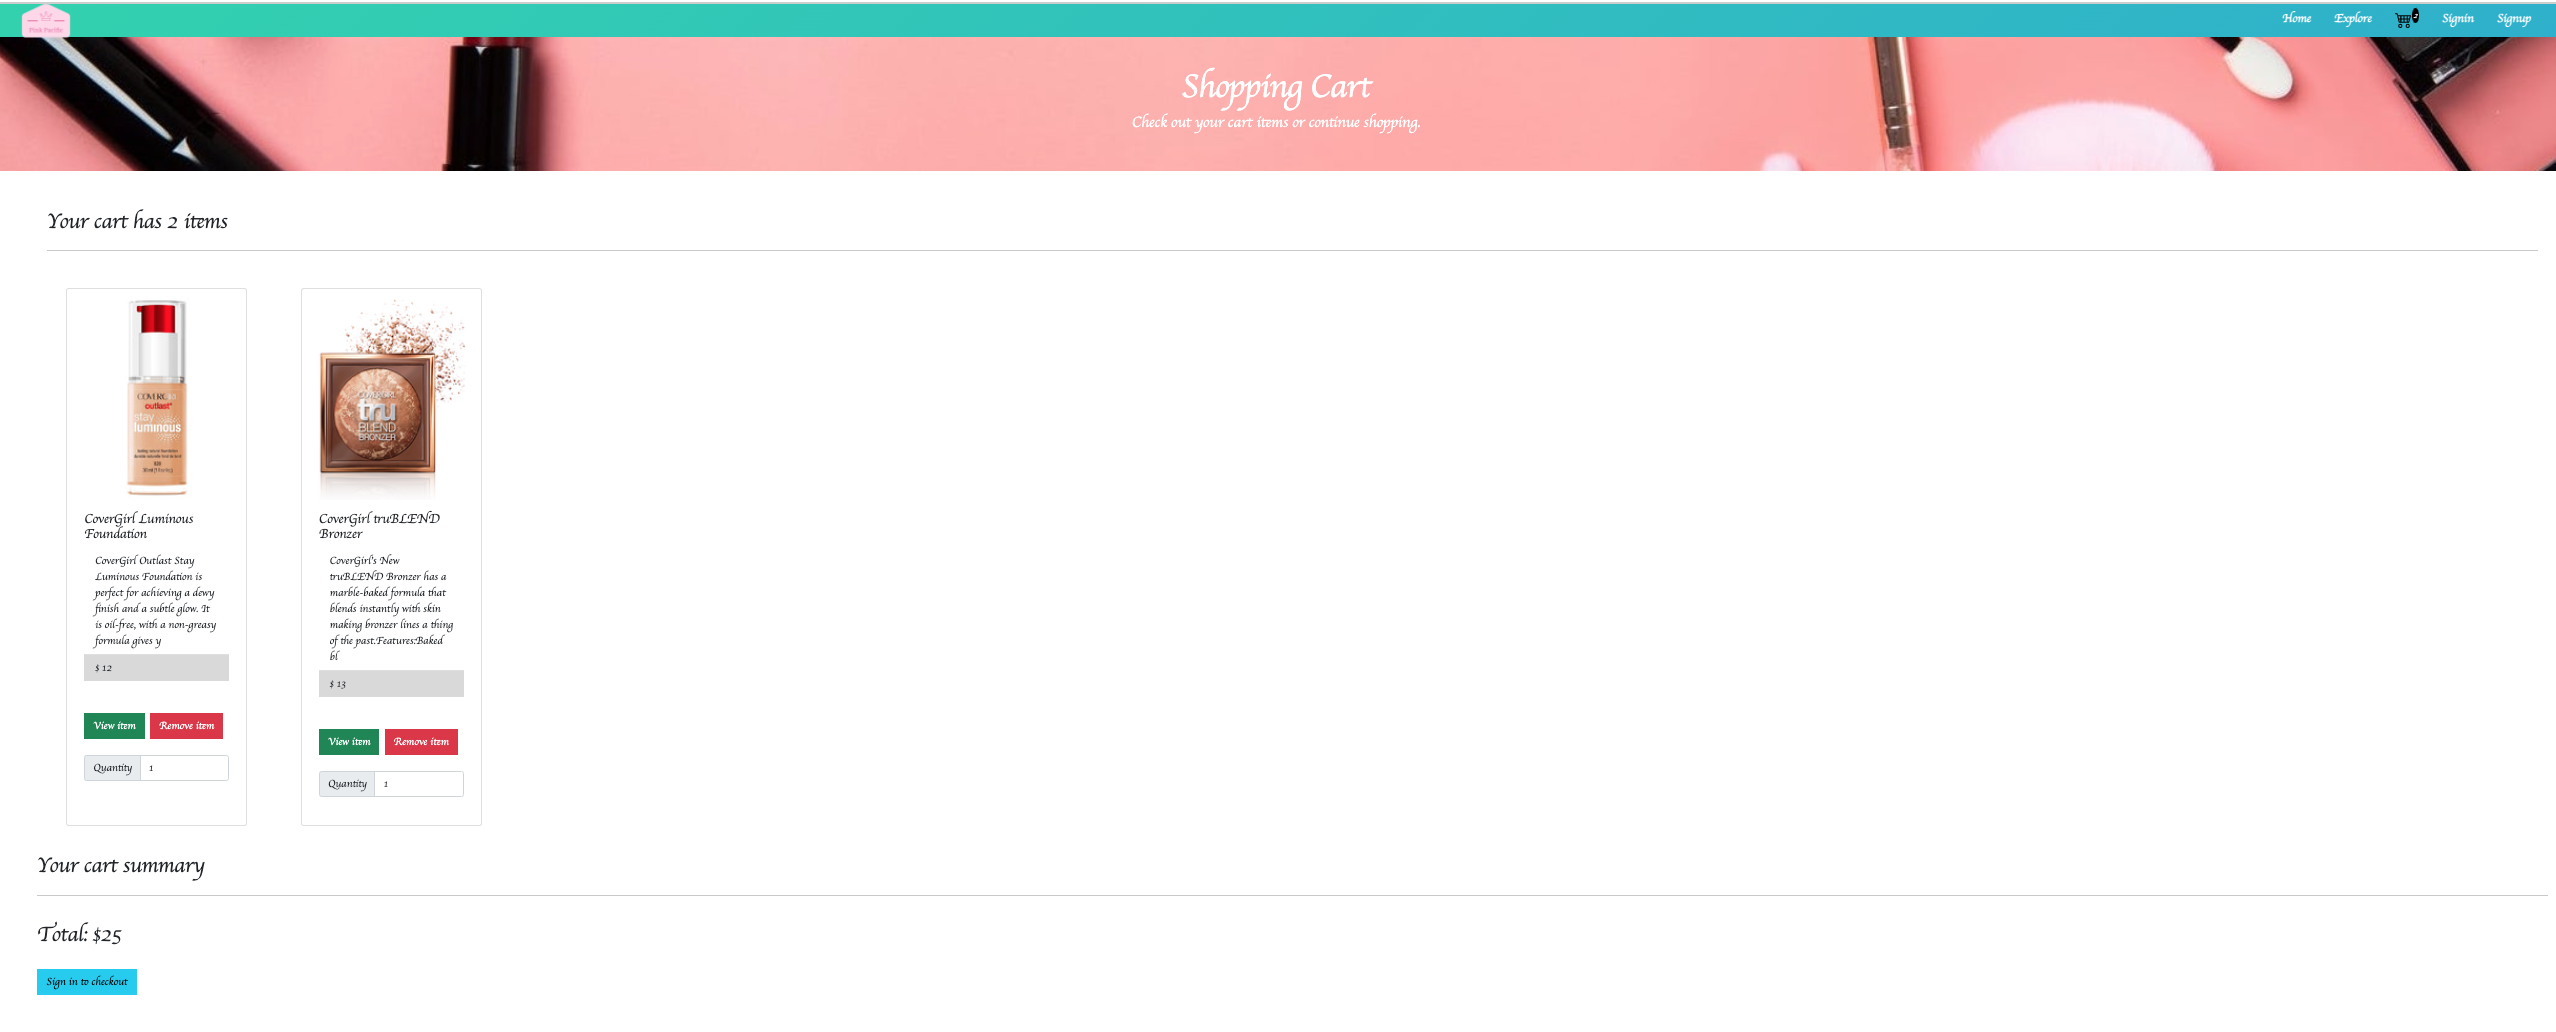 Pink Pacific
Home Explore 2 Signin Signup
Shopping Cart
Check out your cart items or continue shopping.
Your cart has 2 items
COVERG
outlast
stay
luminous
COVERGIRL
tru
BLEND
BRONZER
CoverGirl Luminous
Foundation
CoverGirl Outlast Stay
Luminous Foundation is
perfect for achieving a dewy
finish and a subtle glow. It
is oil-free, with a non-greasy
formula gives y
$ 12
View item Remove item
Quantity 1
CoverGirl truBLEND
Bronzer
CoverGirl's New
truBLEND Bronzer has a
marble-baked formula that
blends instantly with skin
making bronzer lines a thing
of the past.Features:Baked
bl
$ 13
View item Remove item
Quantity 1
Your cart summary
Total: $25
Sign in to checkout